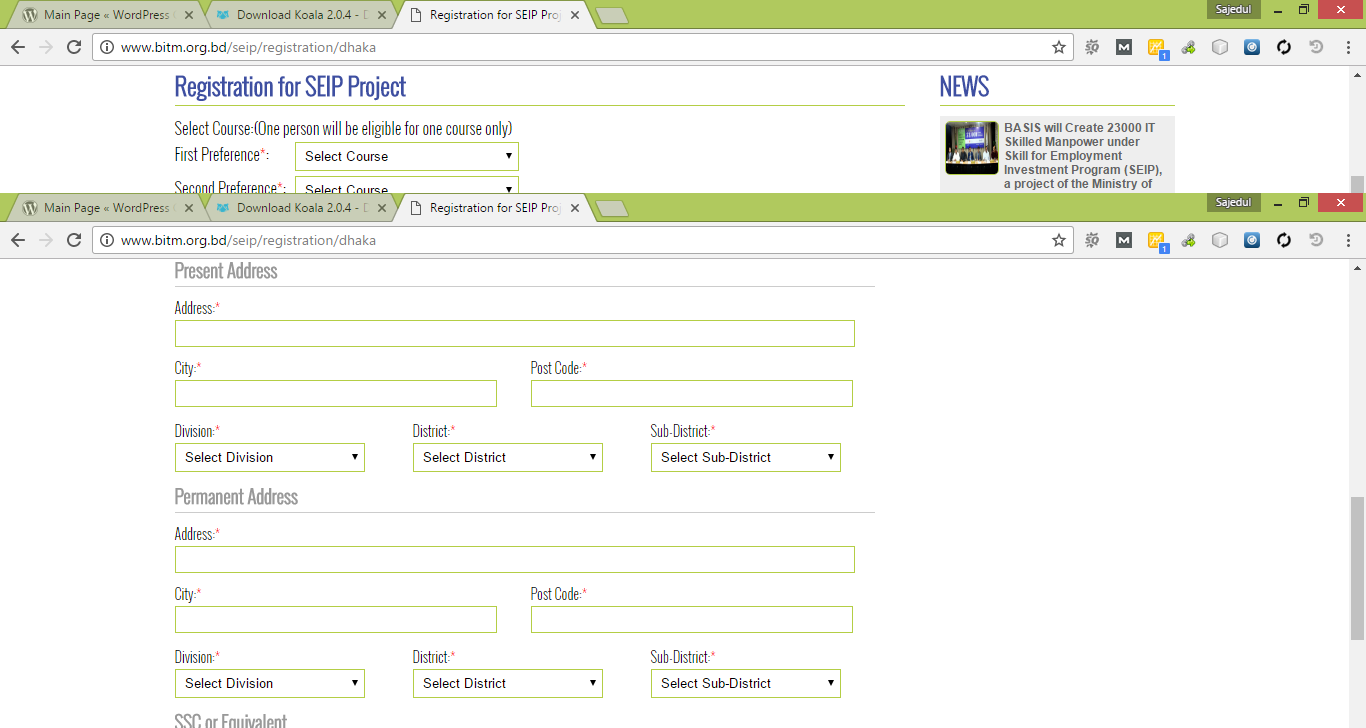 Main Page « WordPress
Download Koala 2.0.4 - D
Registration for SEIP Proj
Sajedul
www.bitm.org.bd/seip/registration/dhaka
SQ
M
1
Registration for SEIP Project
Select Course:(One person will be eligible for one course only)
First Preference*:
Select Course
Second Preference*:
Select Course
NEWS
BASIS will Create 23000 IT
Skilled Manpower under
Skill for Employment
Investment Program (SEIP),
a project of the Ministry of
Main Page « WordPress
Download Koala 2.0.4 - D
Registration for SEIP Proj
Sajedul
www.bitm.org.bd/seip/registration/dhaka
SQ
M
1
Present Address
Address:*
City:*
Post Code:*
Division:*
District:*
Sub-District:*
Select Division
Select District
Select Sub-District
Permanent Address
Address:*
City:*
Post Code:*
Division:*
District:*
Sub-District:*
Select Division
Select District
Select Sub-District
SSC or Equivalent